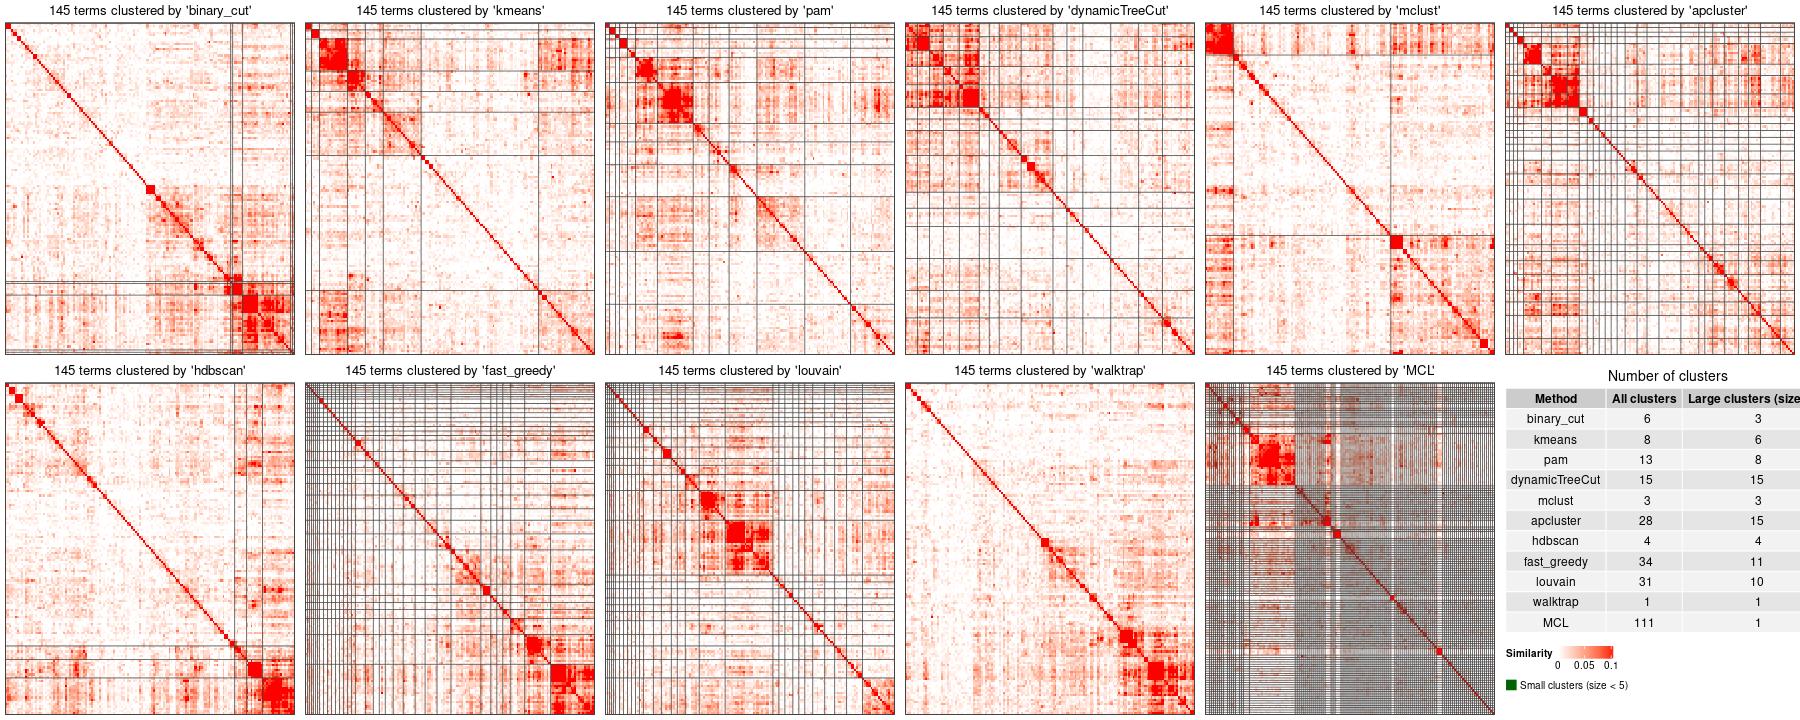 145 terms clustered by 'binary_cut'
145 terms clustered by 'kmeans'
145 terms clustered by 'pam'
145 terms clustered by 'dynamicTreeCut'
145 terms clustered by 'mclust'
145 terms clustered by 'apcluster'
145 terms clustered by 'hdbscan'
145 terms clustered by 'fast_greedy'
145 terms clustered by 'louvain'
145 terms clustered by 'walktrap'
145 terms clustered by 'MCL'
Number of clusters
Method All clusters Large clusters (size
binary_cut 6 3
kmeans 8 6
pam 13 8
dynamicTreeCut 15 15
mclust 3 3
apcluster 28 15
hdbscan 4 4
fast_greedy 34 11
louvain 31 10
walktrap 1 1
MCL 111 1
Similarity
0 0.05 0.1
Small clusters (size < 5)